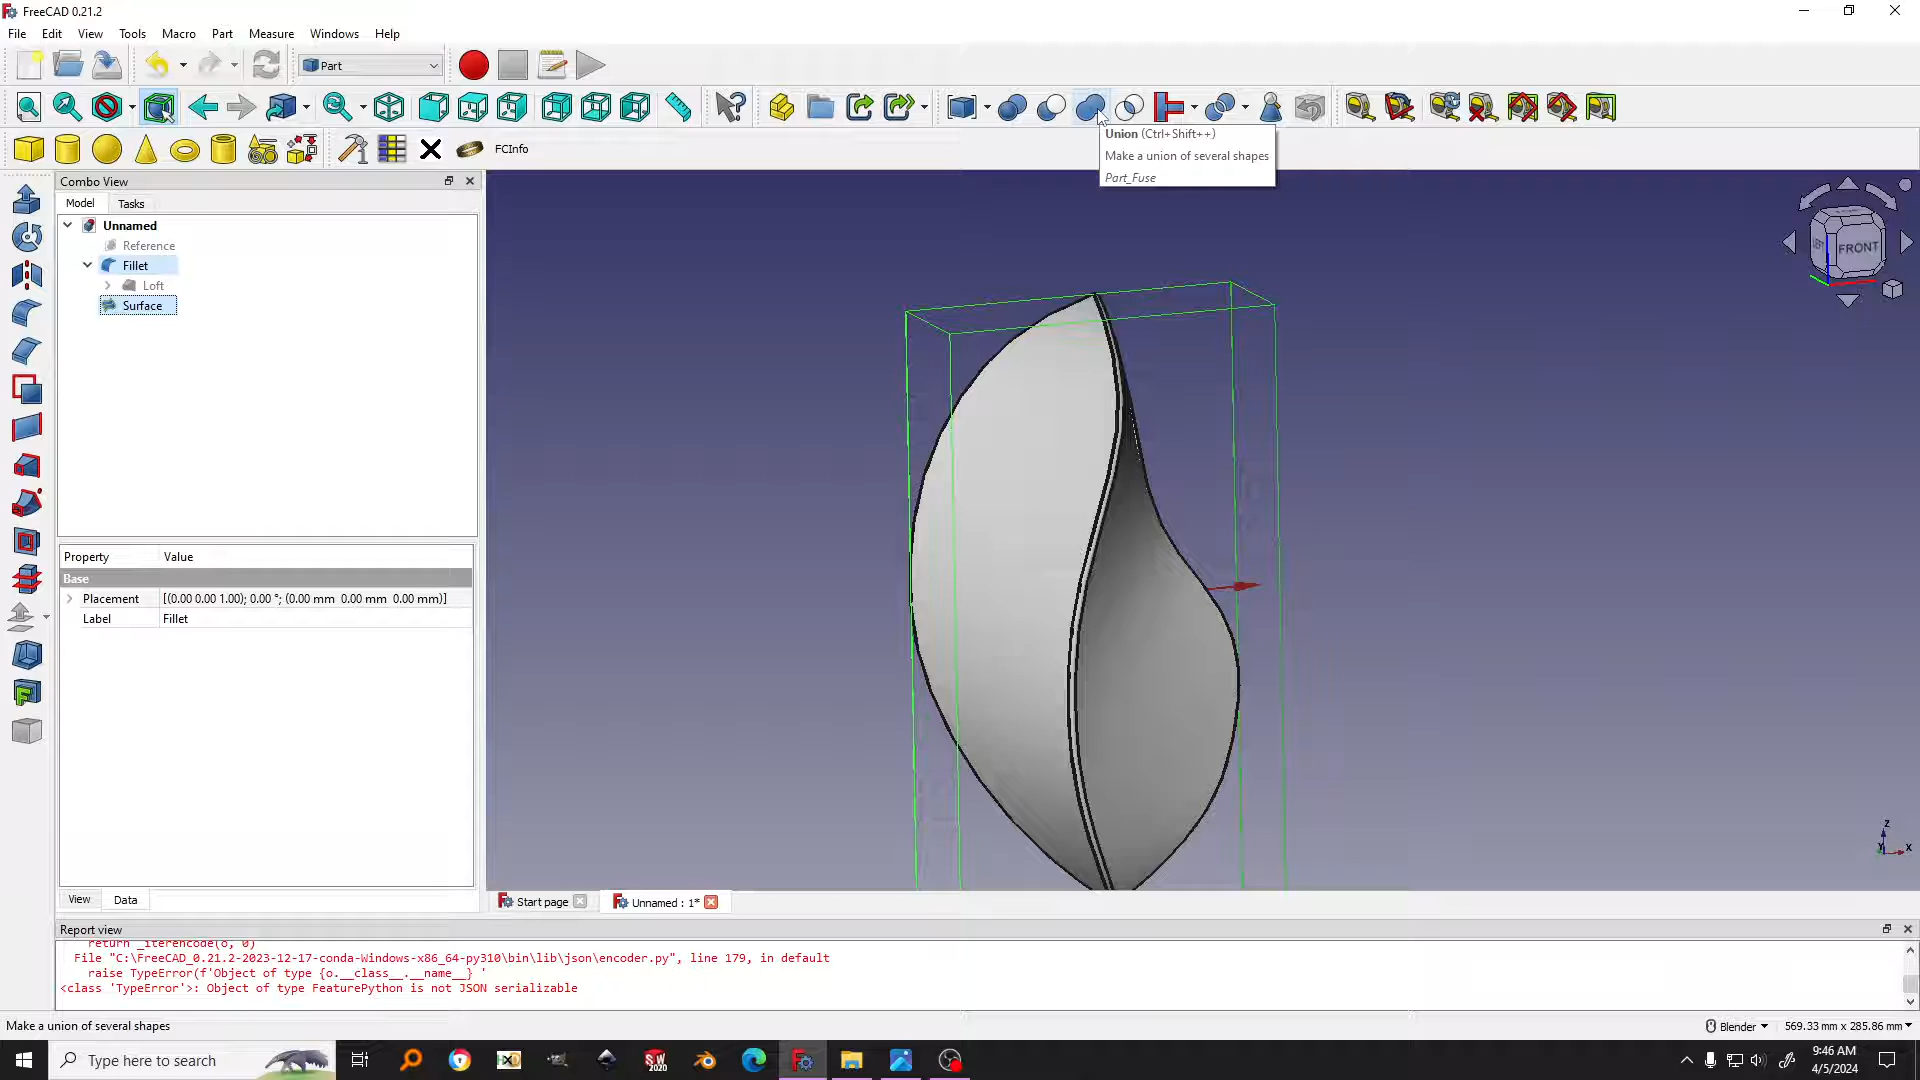 FreeCAD 0.21.2
File Edit View Tools Macro Part Measure Windows Help
Part
Union (Ctrl+Shift++)
Make a union of several shapes
Part_Fuse
FCInfo
Combo View
Model Tasks
Unnamed
Reference
Fillet
Loft
Surface
LEFT FRONT
Property Value
Base
Placement [(0.00 0.00 1.00); 0.00 °; (0.00 mm 0.00 mm 0.00 mm)]
Label Fillet
Z
Y X
View Data
Start page Unnamed : 1*
Report view
return _iterencode(o, 0)
File "C:\FreeCAD_0.21.2-2023-12-17-conda-Windows-x86_64-py310\bin\lib\json\encoder.py", line 179, in default
raise TypeError(f'Object of type {o.__class__.__name__} '
<class 'TypeError'>: Object of type FeaturePython is not JSON serializable
Make a union of several shapes
Blender 569.33 mm x 285.86 mm
Type here to search
SW
2020
9:46 AM
4/5/2024